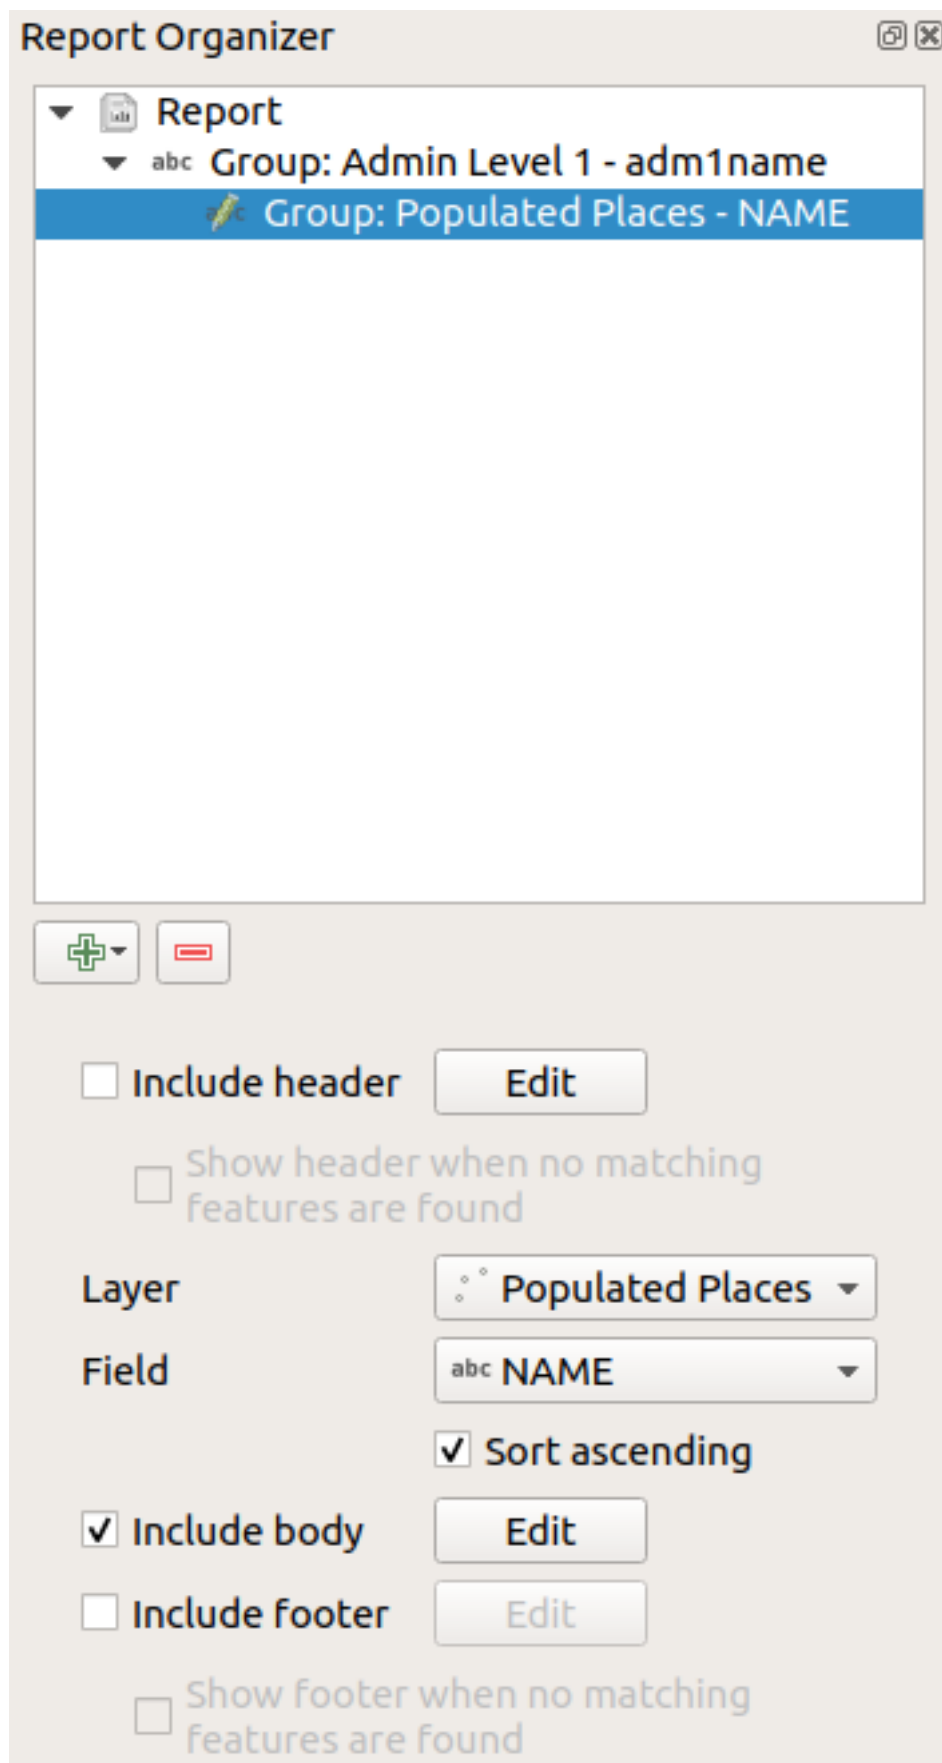 Report Organizer
Report
abc Group: Admin Level 1 - adm1name
Group: Populated Places - NAME
Include header Edit
Show header when no matching
features are found
Layer Populated Places
Field abc NAME
Sort ascending
Include body Edit
Include footer Edit
Show footer when no matching
features are found